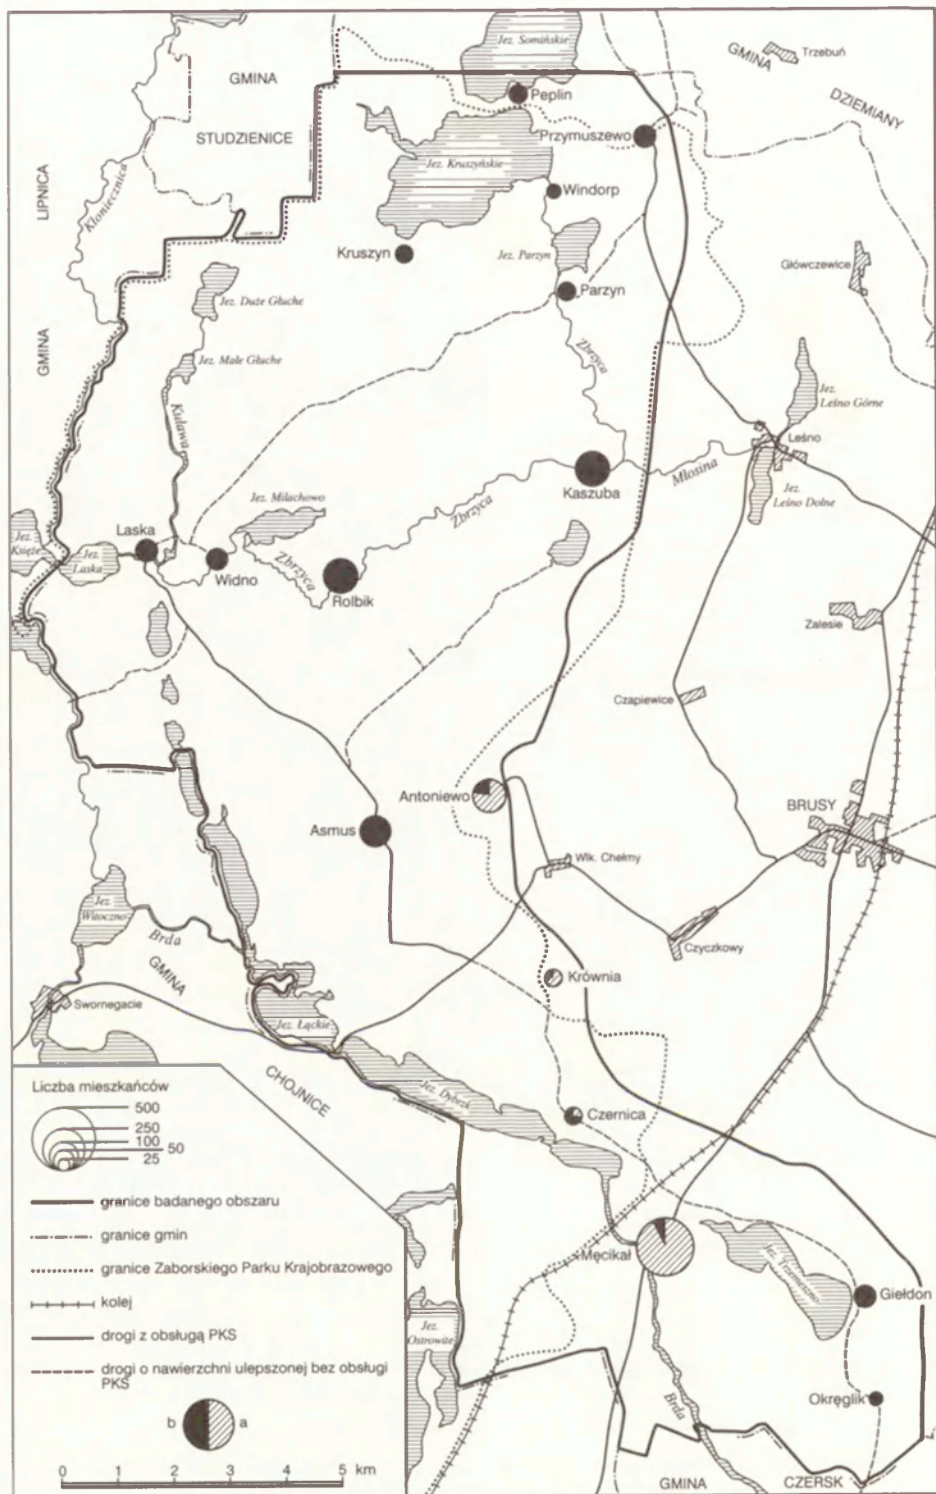 Jez. Somińskie
GMINA
Trzebuń
GMINA
STUDZIENICE
DZIEMIANY
Peplin
Przymuszewo
LIPNICA
Kłoniecznica
Jez. Kruszyńskie
Windorp
Kruszyn
Jez. Parzyn
Główczewice
Parzyn
Jez. Duże Głuche
GMINA
Jez. Małe Głuche
Zbrzyca
Jez.
Leśno Górne
Kulawa
Leśno
Młosina
Kaszuba
Jez.
Leśno Dolne
Jez. Milachowo
Zbrzyca
Laska
Jez.
Księże
Jez.
Laska
Widno
Zbrzyca
Rolbik
Zalesie
Czapiewice
Antoniewo
BRUSY
Asmus
Wlk. Chełmy
Jez.
Witoczno
Brda
Czyczkowy
GMINA
Krównia
Swornegacie
Jez. Łąckie
CHOJNICE
Jez. Dybrzk
Czernica
Męcikał
Jez. Trzemeszno
Giełdon
Jez.
Ostrowite
Okręglik
Brda
GMINA
CZERSK
Liczba mieszkańców
500
250
100
50
25
granice badanego obszaru
granice gmin
granice Zaborskiego Parku Krajobrazowego
kolej
drogi z obsługą PKS
drogi o nawierzchni ulepszonej bez obsługi
PKS
b
a
0 1 2 3 4 5 km